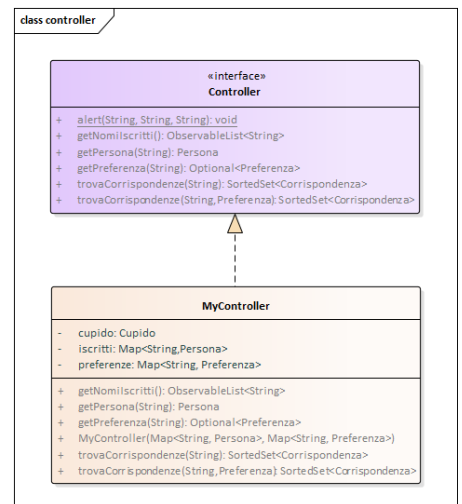 class controller
«interface»
Controller
+ alert(String, String, String): void
+ getNomiIscritti(): ObservableList<String>
+ getPersona(String): Persona
+ getPreferenza(String): Optional<Preferenza>
+ trovaCorrispondenze(String): SortedSet<Corrispondenza>
+ trovaCorrispondenze(String, Preferenza): SortedSet<Corrispondenza>
MyController
- cupido: Cupido
- iscritti: Map<String,Persona>
- preferenze: Map<String, Preferenza>
+ getNomiIscritti(): ObservableList<String>
+ getPersona(String): Persona
+ getPreferenza(String): Optional<Preferenza>
+ MyController(Map<String, Persona>, Map<String, Preferenza>)
+ trovaCorrispondenze(String): SortedSet<Corrispondenza>
+ trovaCorrispondenze(String, Preferenza): SortedSet<Corrispondenza>